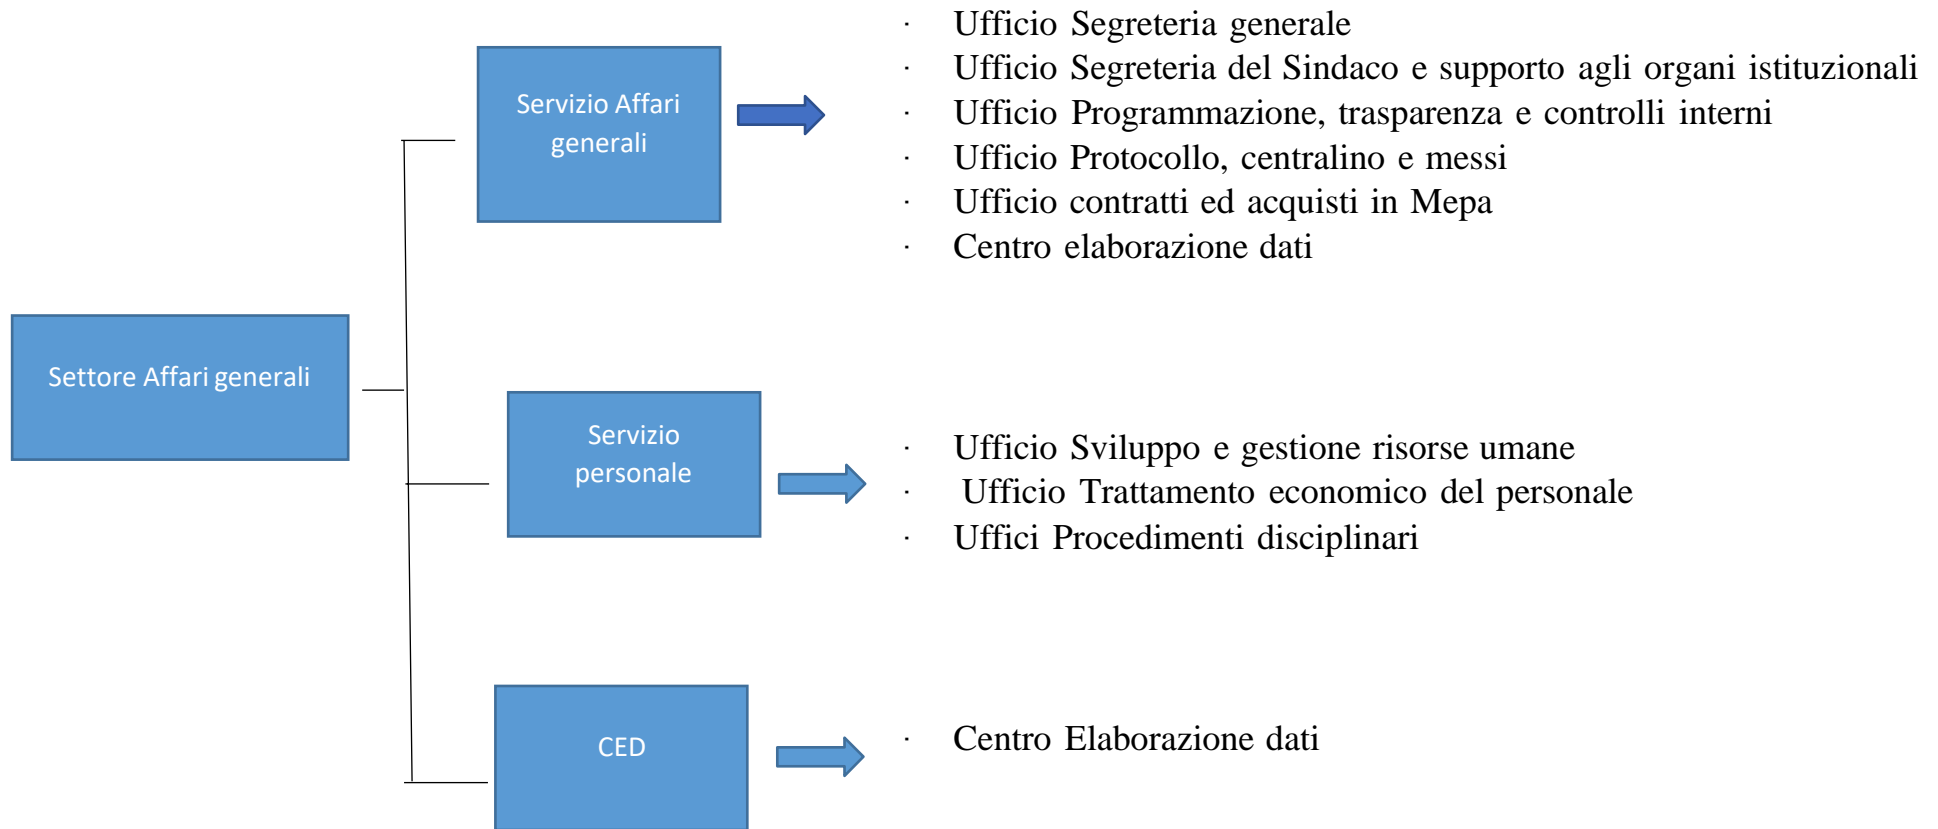 Settore Affari generali
Servizio Affari
generali
· Ufficio Segreteria generale
· Ufficio Segreteria del Sindaco e supporto agli organi istituzionali
· Ufficio Programmazione, trasparenza e controlli interni
· Ufficio Protocollo, centralino e messi
· Ufficio contratti ed acquisti in Mepa
· Centro elaborazione dati
Servizio
personale
· Ufficio Sviluppo e gestione risorse umane
· Ufficio Trattamento economico del personale
· Uffici Procedimenti disciplinari
CED
· Centro Elaborazione dati